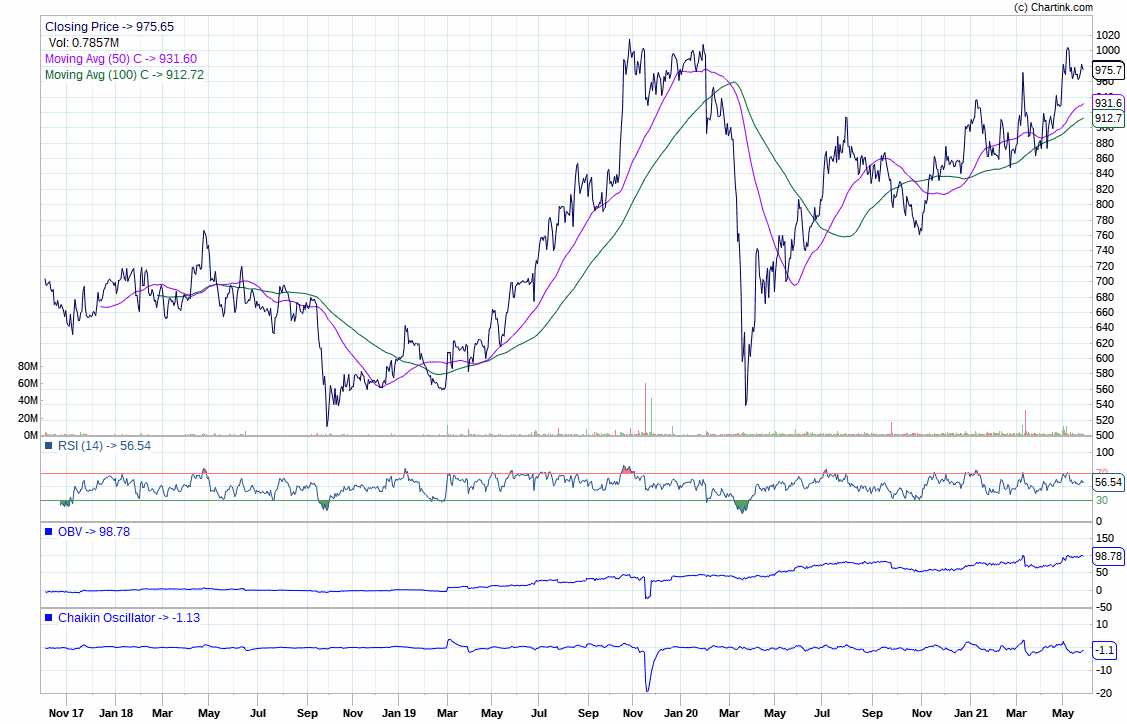 (c) Chartink.com
Closing Price -> 975.65
Vol: 0.7857M
Moving Avg (50) C -> 931.60
Moving Avg (100) C -> 912.72
1020
1000
975.7
960
931.6
912.7
900
880
860
840
820
800
780
760
740
720
700
680
660
640
620
600
580
560
540
520
500
80M
60M
40M
20M
0M
RSI (14) -> 56.54
100
70
56.54
30
0
OBV -> 98.78
150
98.78
50
0
-50
Chaikin Oscillator -> -1.13
10
-1.1
-10
-20
Nov 17 Jan 18 Mar May Jul Sep Nov Jan 19 Mar May Jul Sep Nov Jan 20 Mar May Jul Sep Nov Jan 21 Mar May